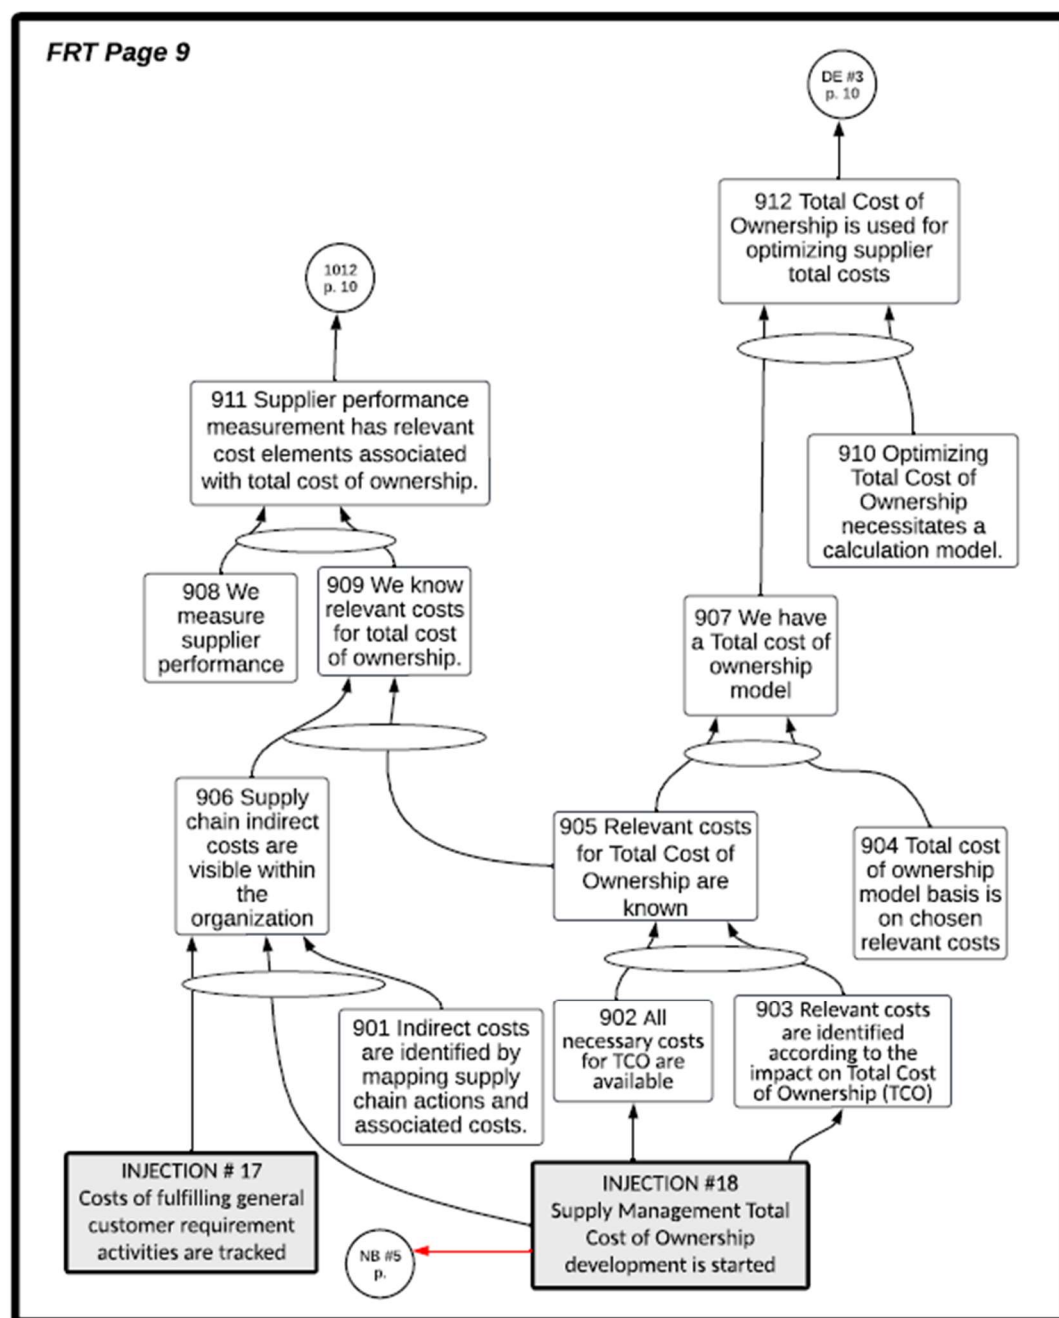 FRT Page 9
DE #3
p. 10
912 Total Cost of
Ownership is used for
optimizing supplier
total costs
1012
p. 10
911 Supplier performance
measurement has relevant
cost elements associated
with total cost of ownership.
910 Optimizing
Total Cost of
Ownership
necessitates a
calculation model.
908 We
measure
supplier
performance
909 We know
relevant costs
for total cost
of ownership.
907 We have
a Total cost of
ownership
model
906 Supply
chain indirect
costs are
visible within
the
organization
905 Relevant costs
for Total Cost of
Ownership are
known
904 Total cost
of ownership
model basis is
on chosen
relevant costs
901 Indirect costs
are identified by
mapping supply
chain actions and
associated costs.
902 All
necessary costs
for TCO are
available
903 Relevant costs
are identified
according to the
impact on Total Cost
of Ownership (TCO)
INJECTION # 17
Costs of fulfilling general
customer requirement
activities are tracked
INJECTION #18
Supply Management Total
Cost of Ownership
development is started
NB #5
p.